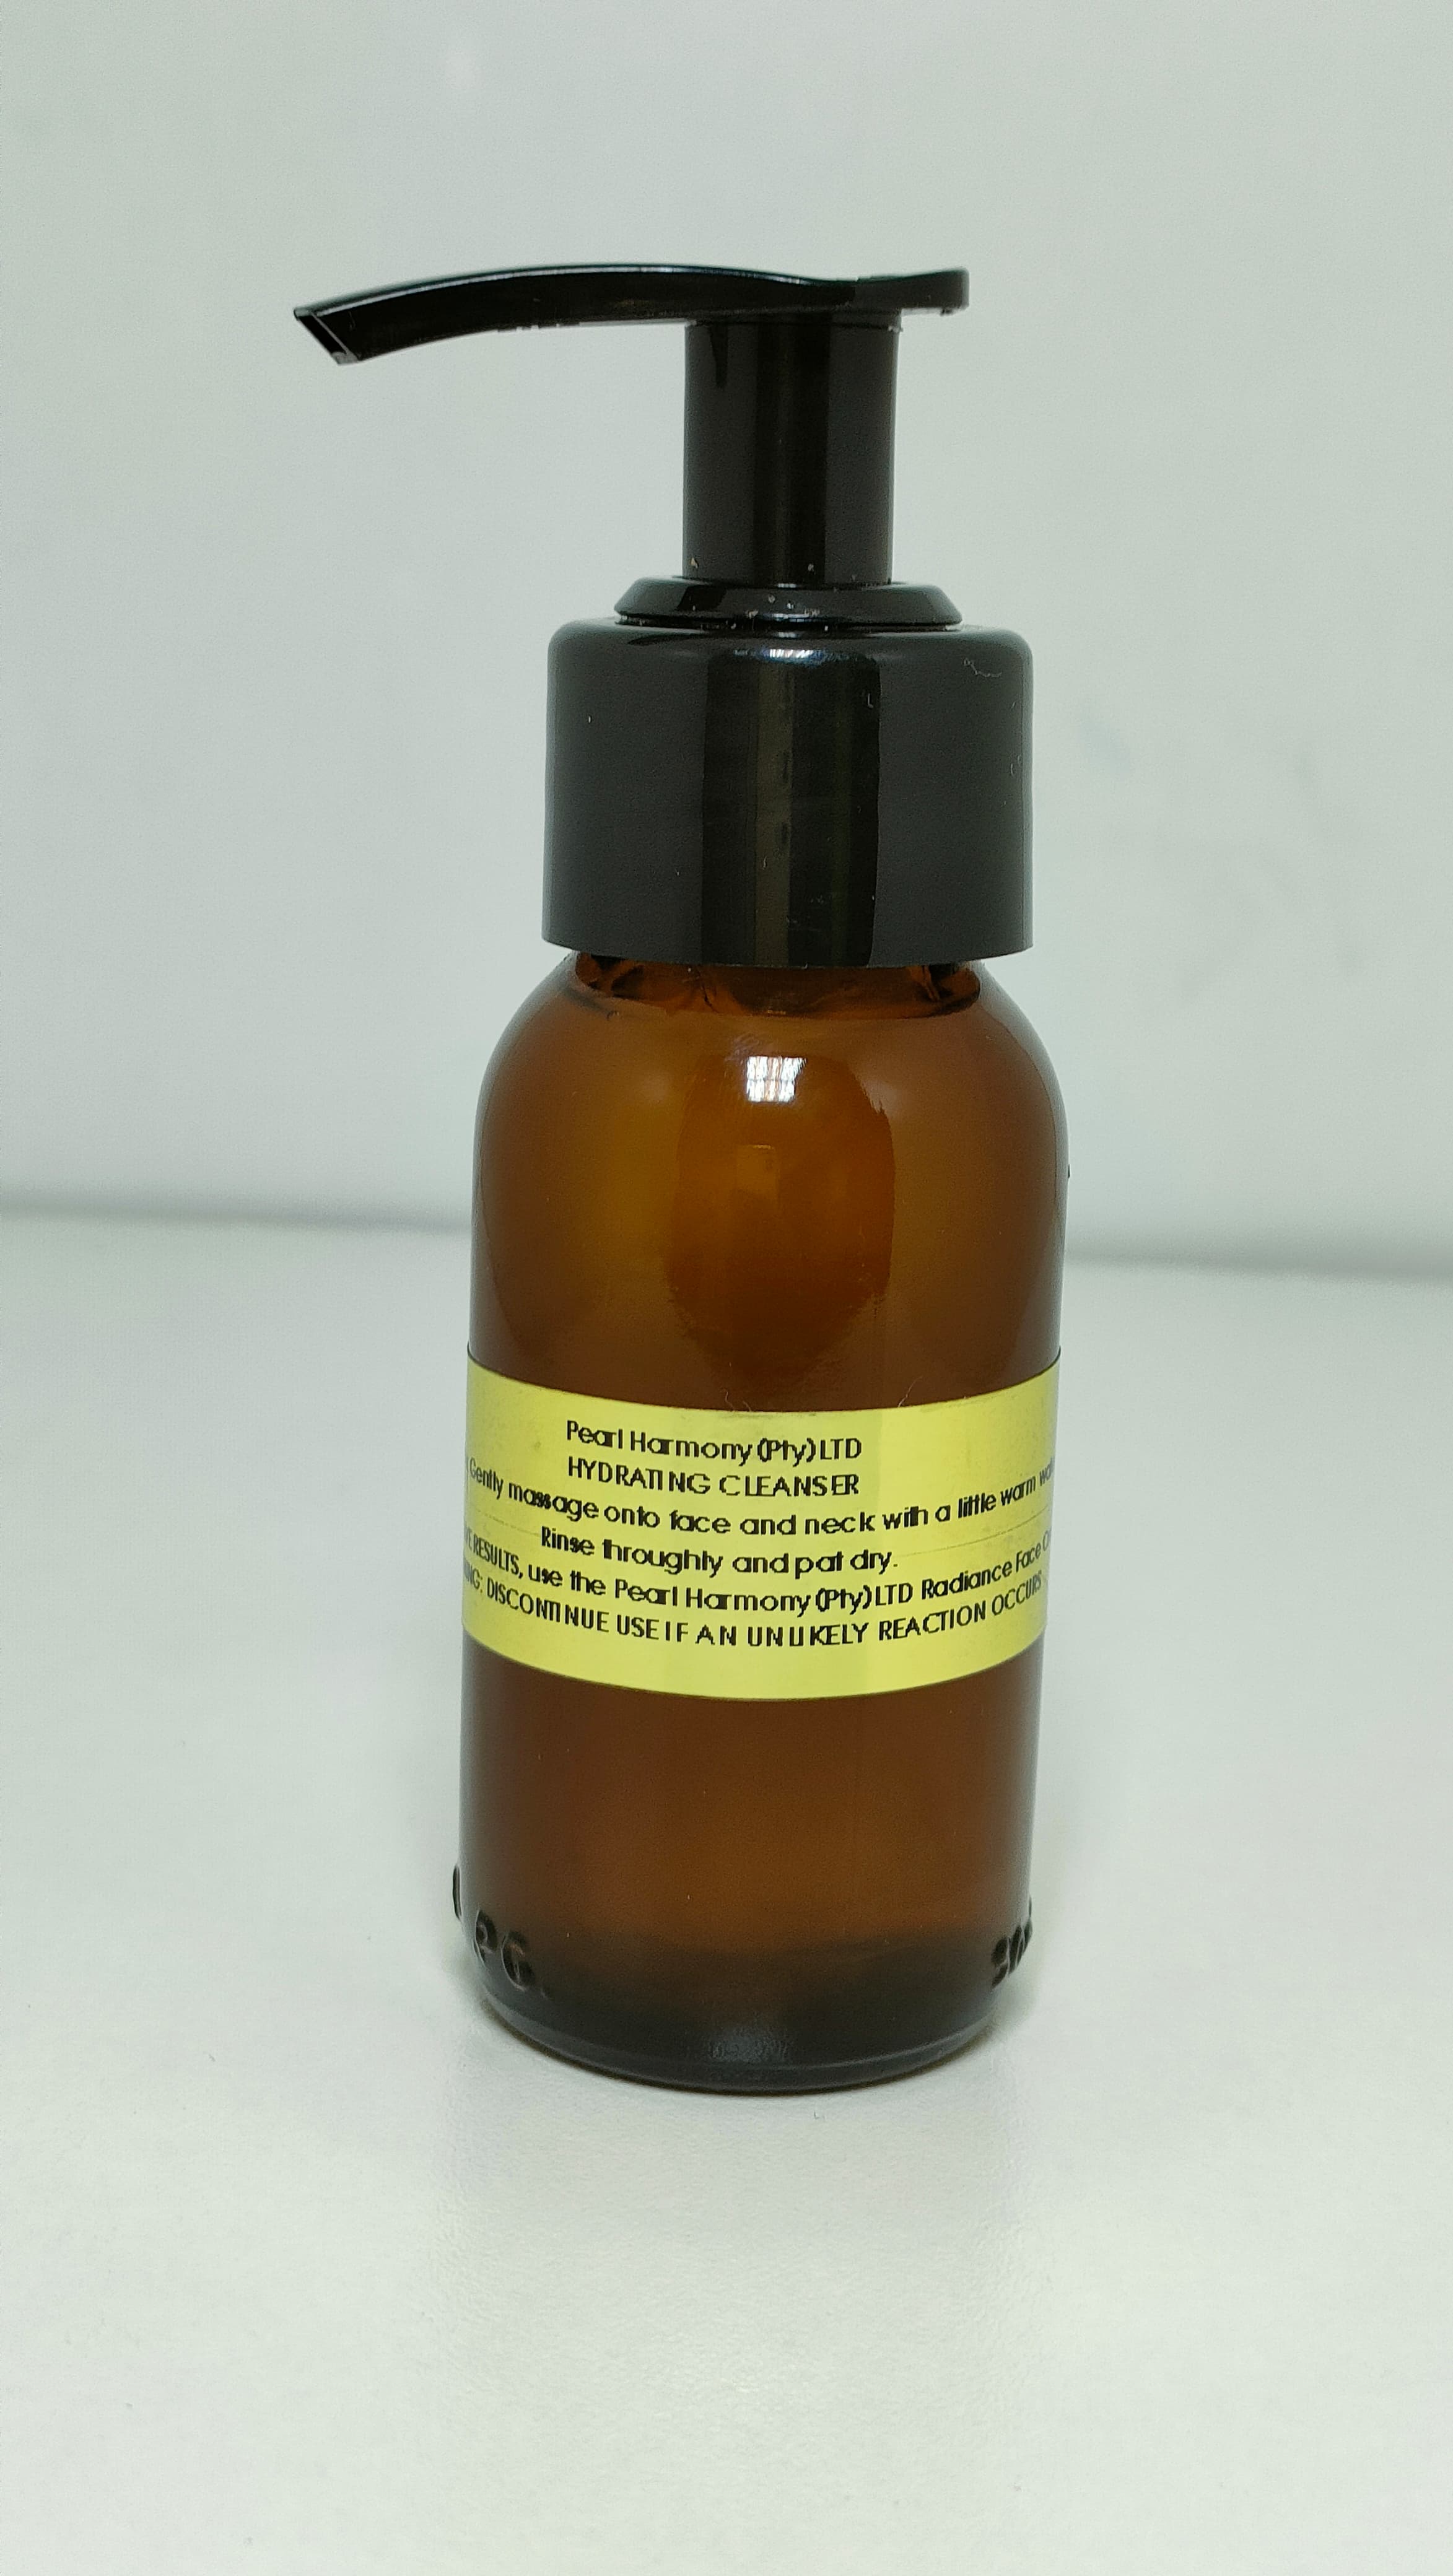 Pearl Harmony (Pty) LTD
HYDRATING CLEANSER
Gently massage onto face and neck with a little warm
Rinse throughly and pat dry.
RESULTS, use the Pearl Harmony (Pty) LTD Radiance Face
DISCONTINUE USE IF AN UNLIKELY REACTION OCCURS